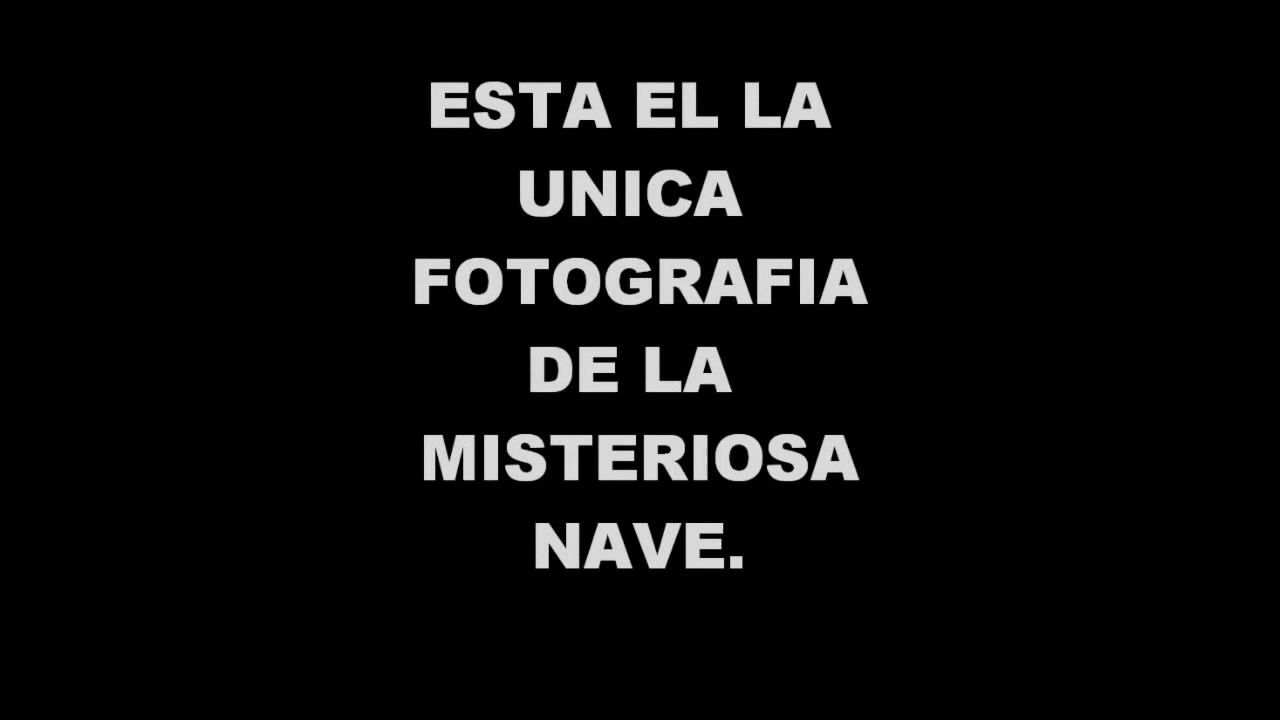 ESTA EL LA
UNICA
FOTOGRAFIA
DE LA
MISTERIOSA
NAVE.